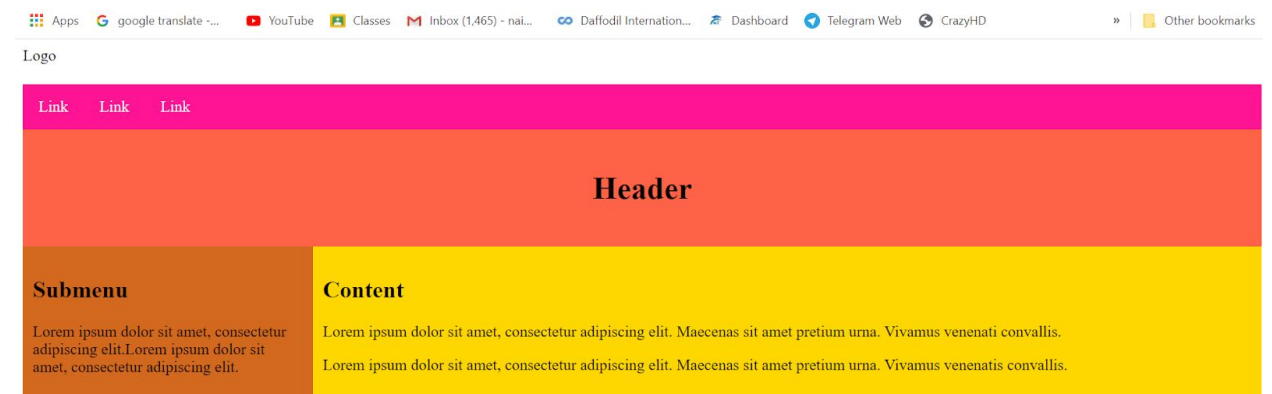 Apps google translate -... YouTube Classes Inbox (1,465) - nai... Daffodil Internation... Dashboard Telegram Web CrazyHD » Other bookmarks
Logo
Link Link Link
Header
Submenu
Lorem ipsum dolor sit amet, consectetur
adipiscing elit.Lorem ipsum dolor sit
amet, consectetur adipiscing elit.
Content
Lorem ipsum dolor sit amet, consectetur adipiscing elit. Maecenas sit amet pretium urna. Vivamus venenati convallis.
Lorem ipsum dolor sit amet, consectetur adipiscing elit. Maecenas sit amet pretium urna. Vivamus venenatis convallis.